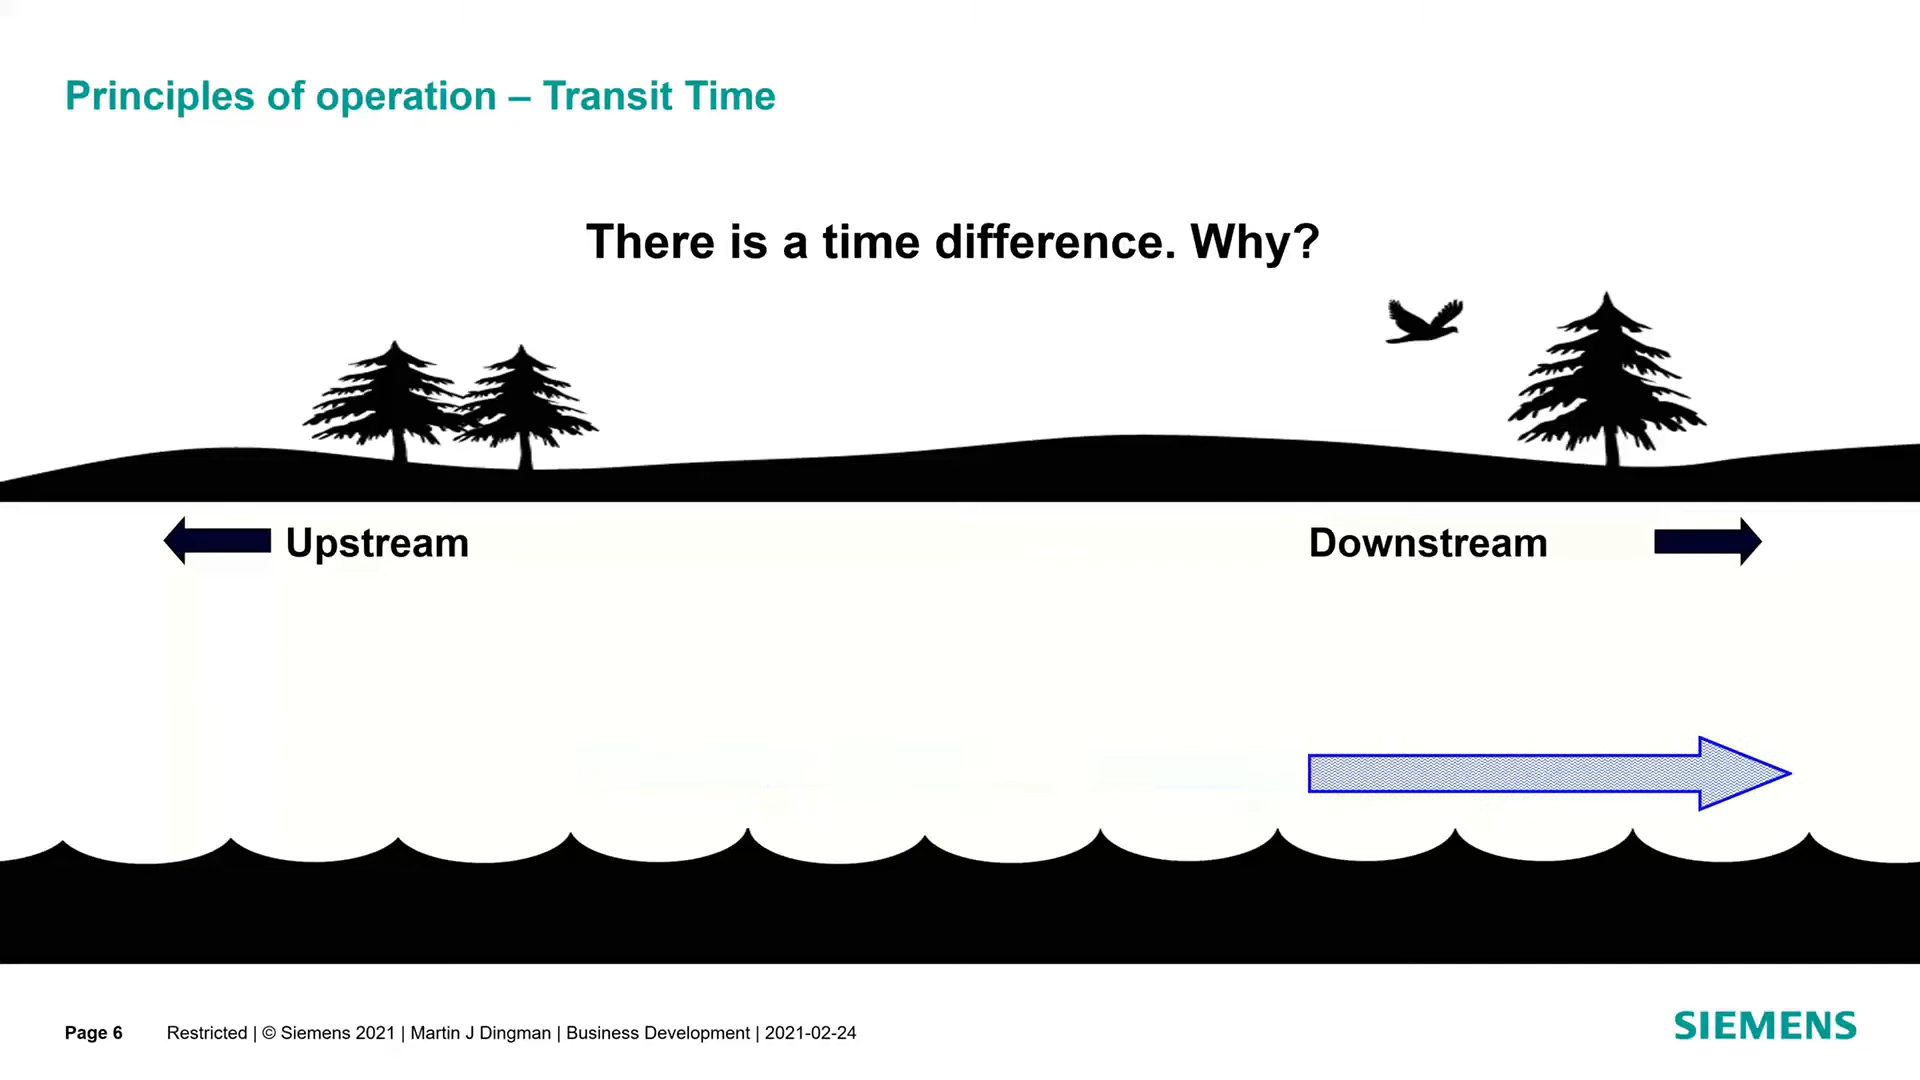 Principles of operation – Transit Time
There is a time difference. Why?
Upstream
Downstream
Page 6
Restricted | © Siemens 2021 | Martin J Dingman | Business Development | 2021-02-24
SIEMENS